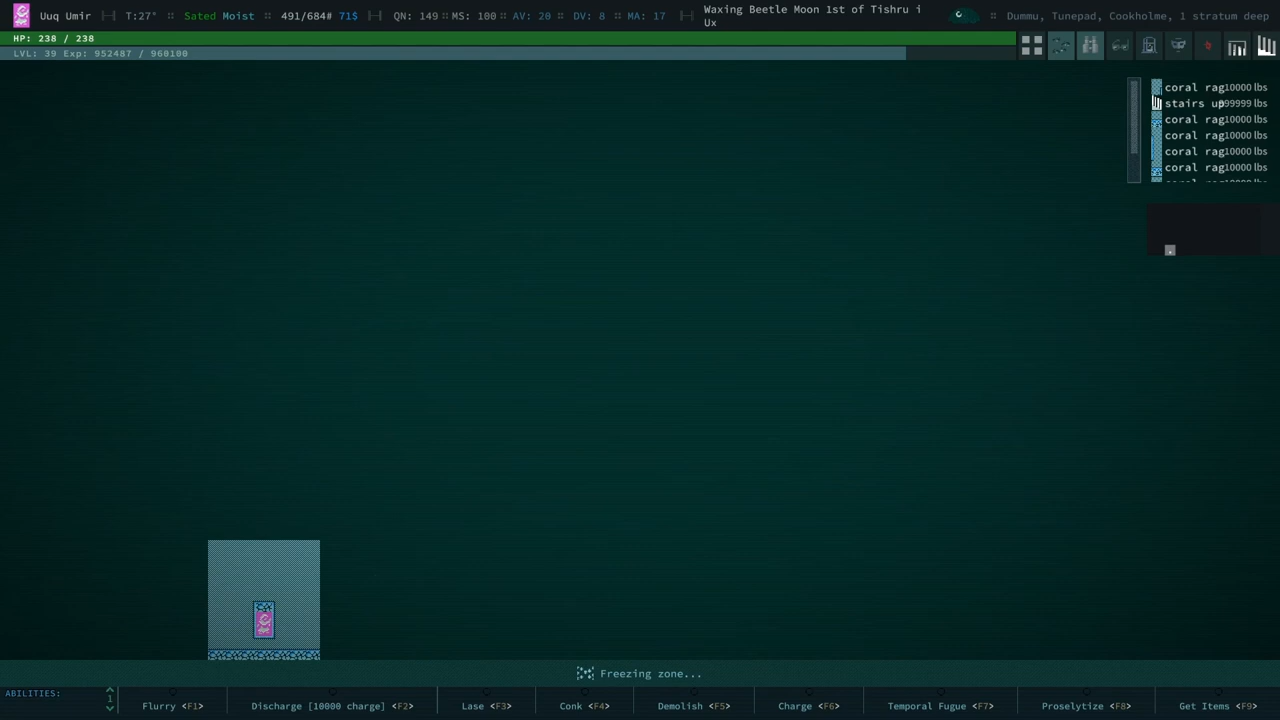 Uuq Umir T:27° Sated Moist 491/684# 71$ QN: 149 MS: 100 AV: 20 DV: 8 MA: 17 Waxing Beetle Moon 1st of Tishru i
Ux
Dummu, Tunepad, Cookholme, 1 stratum deep
HP: 238 / 238
LVL: 39 Exp: 952487 / 960100
coral rag 10000 lbs
stairs up 999999 lbs
coral rag 10000 lbs
coral rag 10000 lbs
coral rag 10000 lbs
coral rag 10000 lbs
Freezing zone...
ABILITIES: 1 Flurry <F1> Discharge [10000 charge] <F2> Lase <F3> Conk <F4> Demolish <F5> Charge <F6> Temporal Fugue <F7> Proselytize <F8> Get Items <F9>